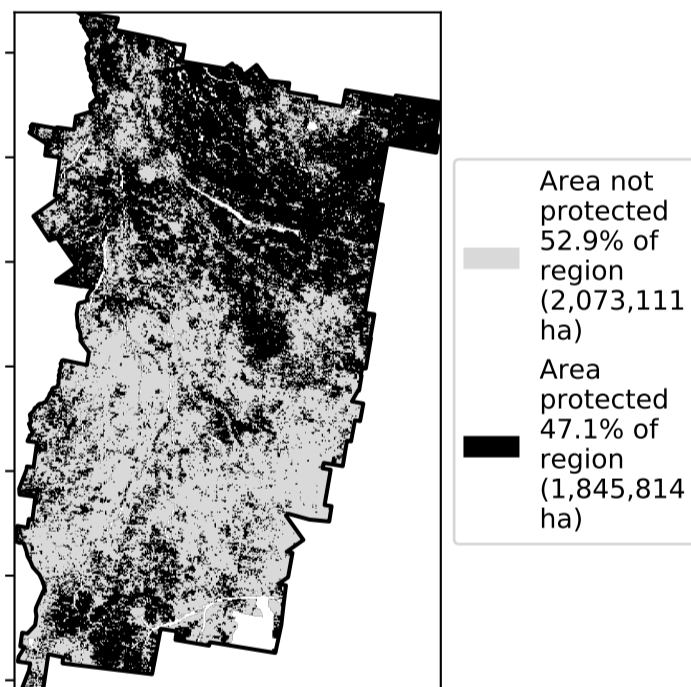 Area not
protected
52.9% of
region
(2,073,111
ha)
Area
protected
47.1% of
region
(1,845,814
ha)